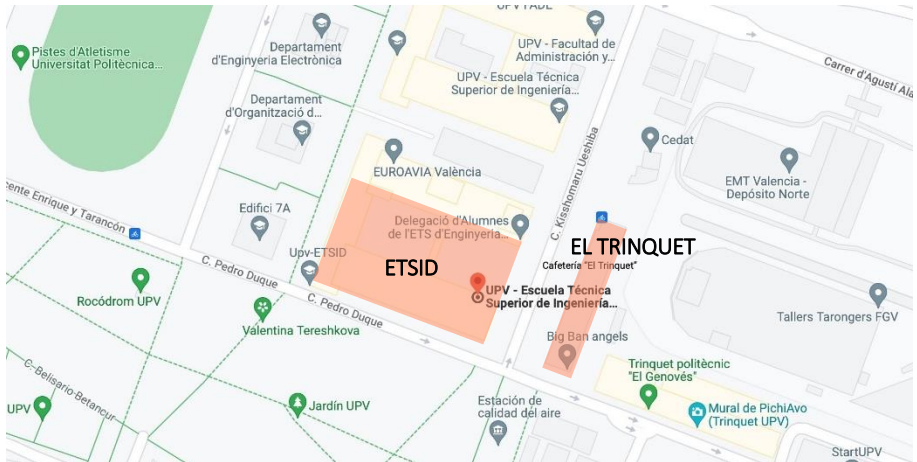 UPV FADE
Pistes d'Atletisme
Universitat Politècnica...
Departament
d'Enginyeria Electrònica
UPV - Facultad de
Administración y...
Carrer d'Agustí Ala
UPV - Escuela Técnica
Superior de Ingeniería...
Departament
d'Organització d...
Cedat
C. Kisshomaru Ueshiba
EUROAVIA València
EMT Valencia -
Depósito Norte
cente Enrique y Tarancón
Edifici 7A
Delegació d'Alumnes
de l'ETS d'Enginyeria...
Upv-ETSID
ETSID
EL TRINQUET
Cafetería "El Trinquet"
C. Pedro Duque
C. Pedro Duque
Rocòdrom UPV
UPV - Escuela Técnica
Superior de Ingeniería...
Valentina Tereshkova
Tallers Tarongers FGV
Big Ban angels
C. Belisario Betancur
Trinquet politècnic
"El Genovés"
UPV
Jardín UPV
Estación de
calidad del aire
Mural de PichiAvo
(Trinquet UPV)
StartUPV